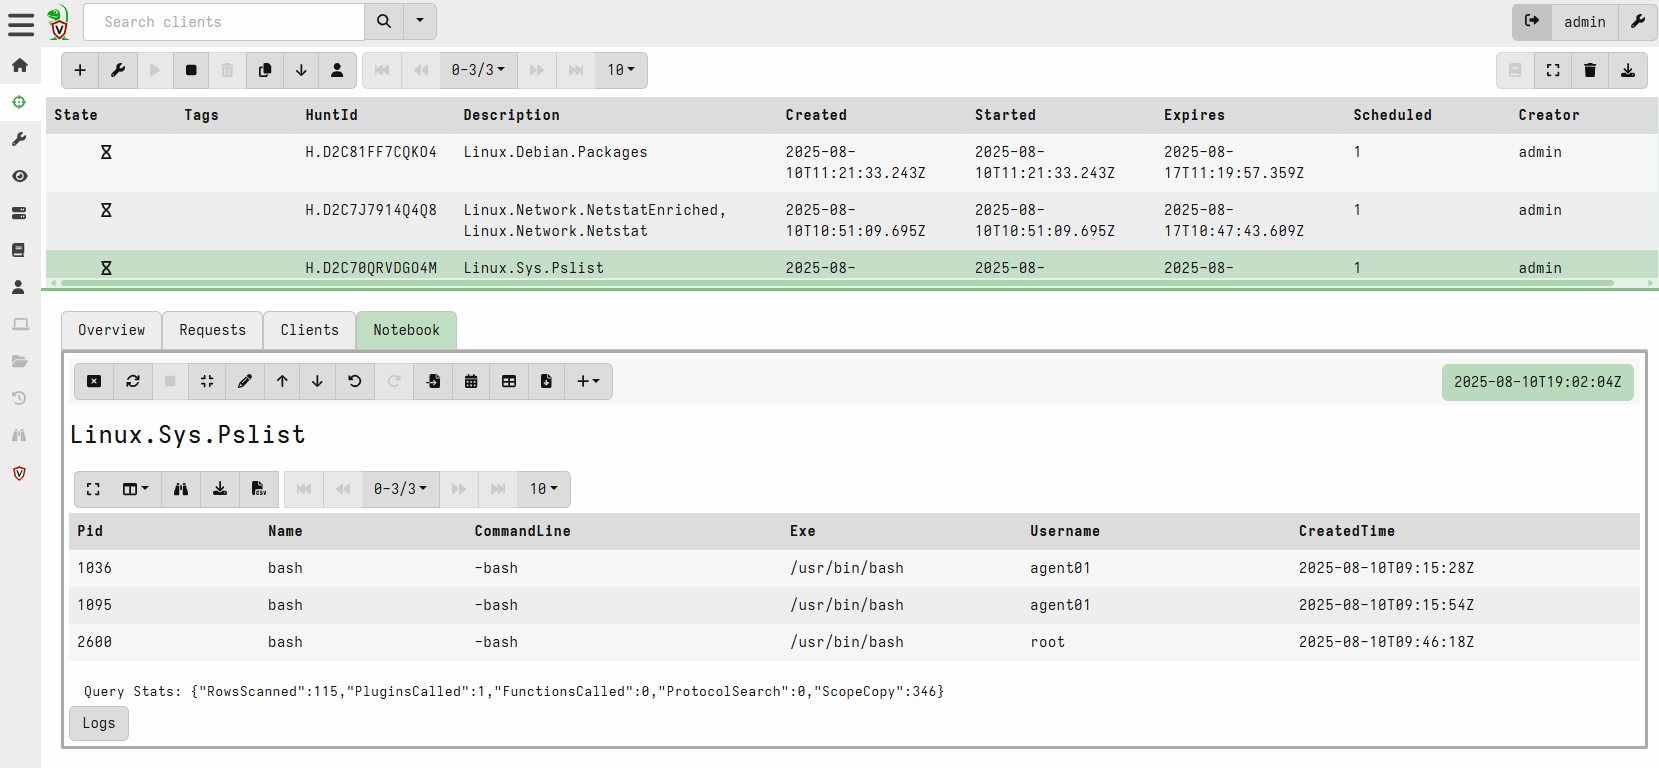 Search clients
admin
0-3/3
10
State Tags HuntId Description Created Started Expires Scheduled Creator
H.D2C81FF7CQKO4 Linux.Debian.Packages 2025-08- 2025-08- 2025-08- 1 admin
10T11:21:33.243Z 10T11:21:33.243Z 17T11:19:57.359Z
H.D2C7J7914Q4Q8 Linux.Network.NetstatEnriched, 2025-08- 2025-08- 2025-08- 1 admin
Linux.Network.Netstat 10T10:51:09.695Z 10T10:51:09.695Z 17T10:47:43.609Z
H.D2C70QRVDGO4M Linux.Sys.Pslist 2025-08- 2025-08- 2025-08- 1 admin
Overview Requests Clients Notebook
2025-08-10T19:02:04Z
Linux.Sys.Pslist
CSV
0-3/3
10
Pid Name CommandLine Exe Username CreatedTime
1036 bash -bash /usr/bin/bash agent01 2025-08-10T09:15:28Z
1095 bash -bash /usr/bin/bash agent01 2025-08-10T09:15:54Z
2600 bash -bash /usr/bin/bash root 2025-08-10T09:46:18Z
Query Stats: {"RowsScanned":115,"PluginsCalled":1,"FunctionsCalled":0,"ProtocolSearch":0,"ScopeCopy":346}
Logs